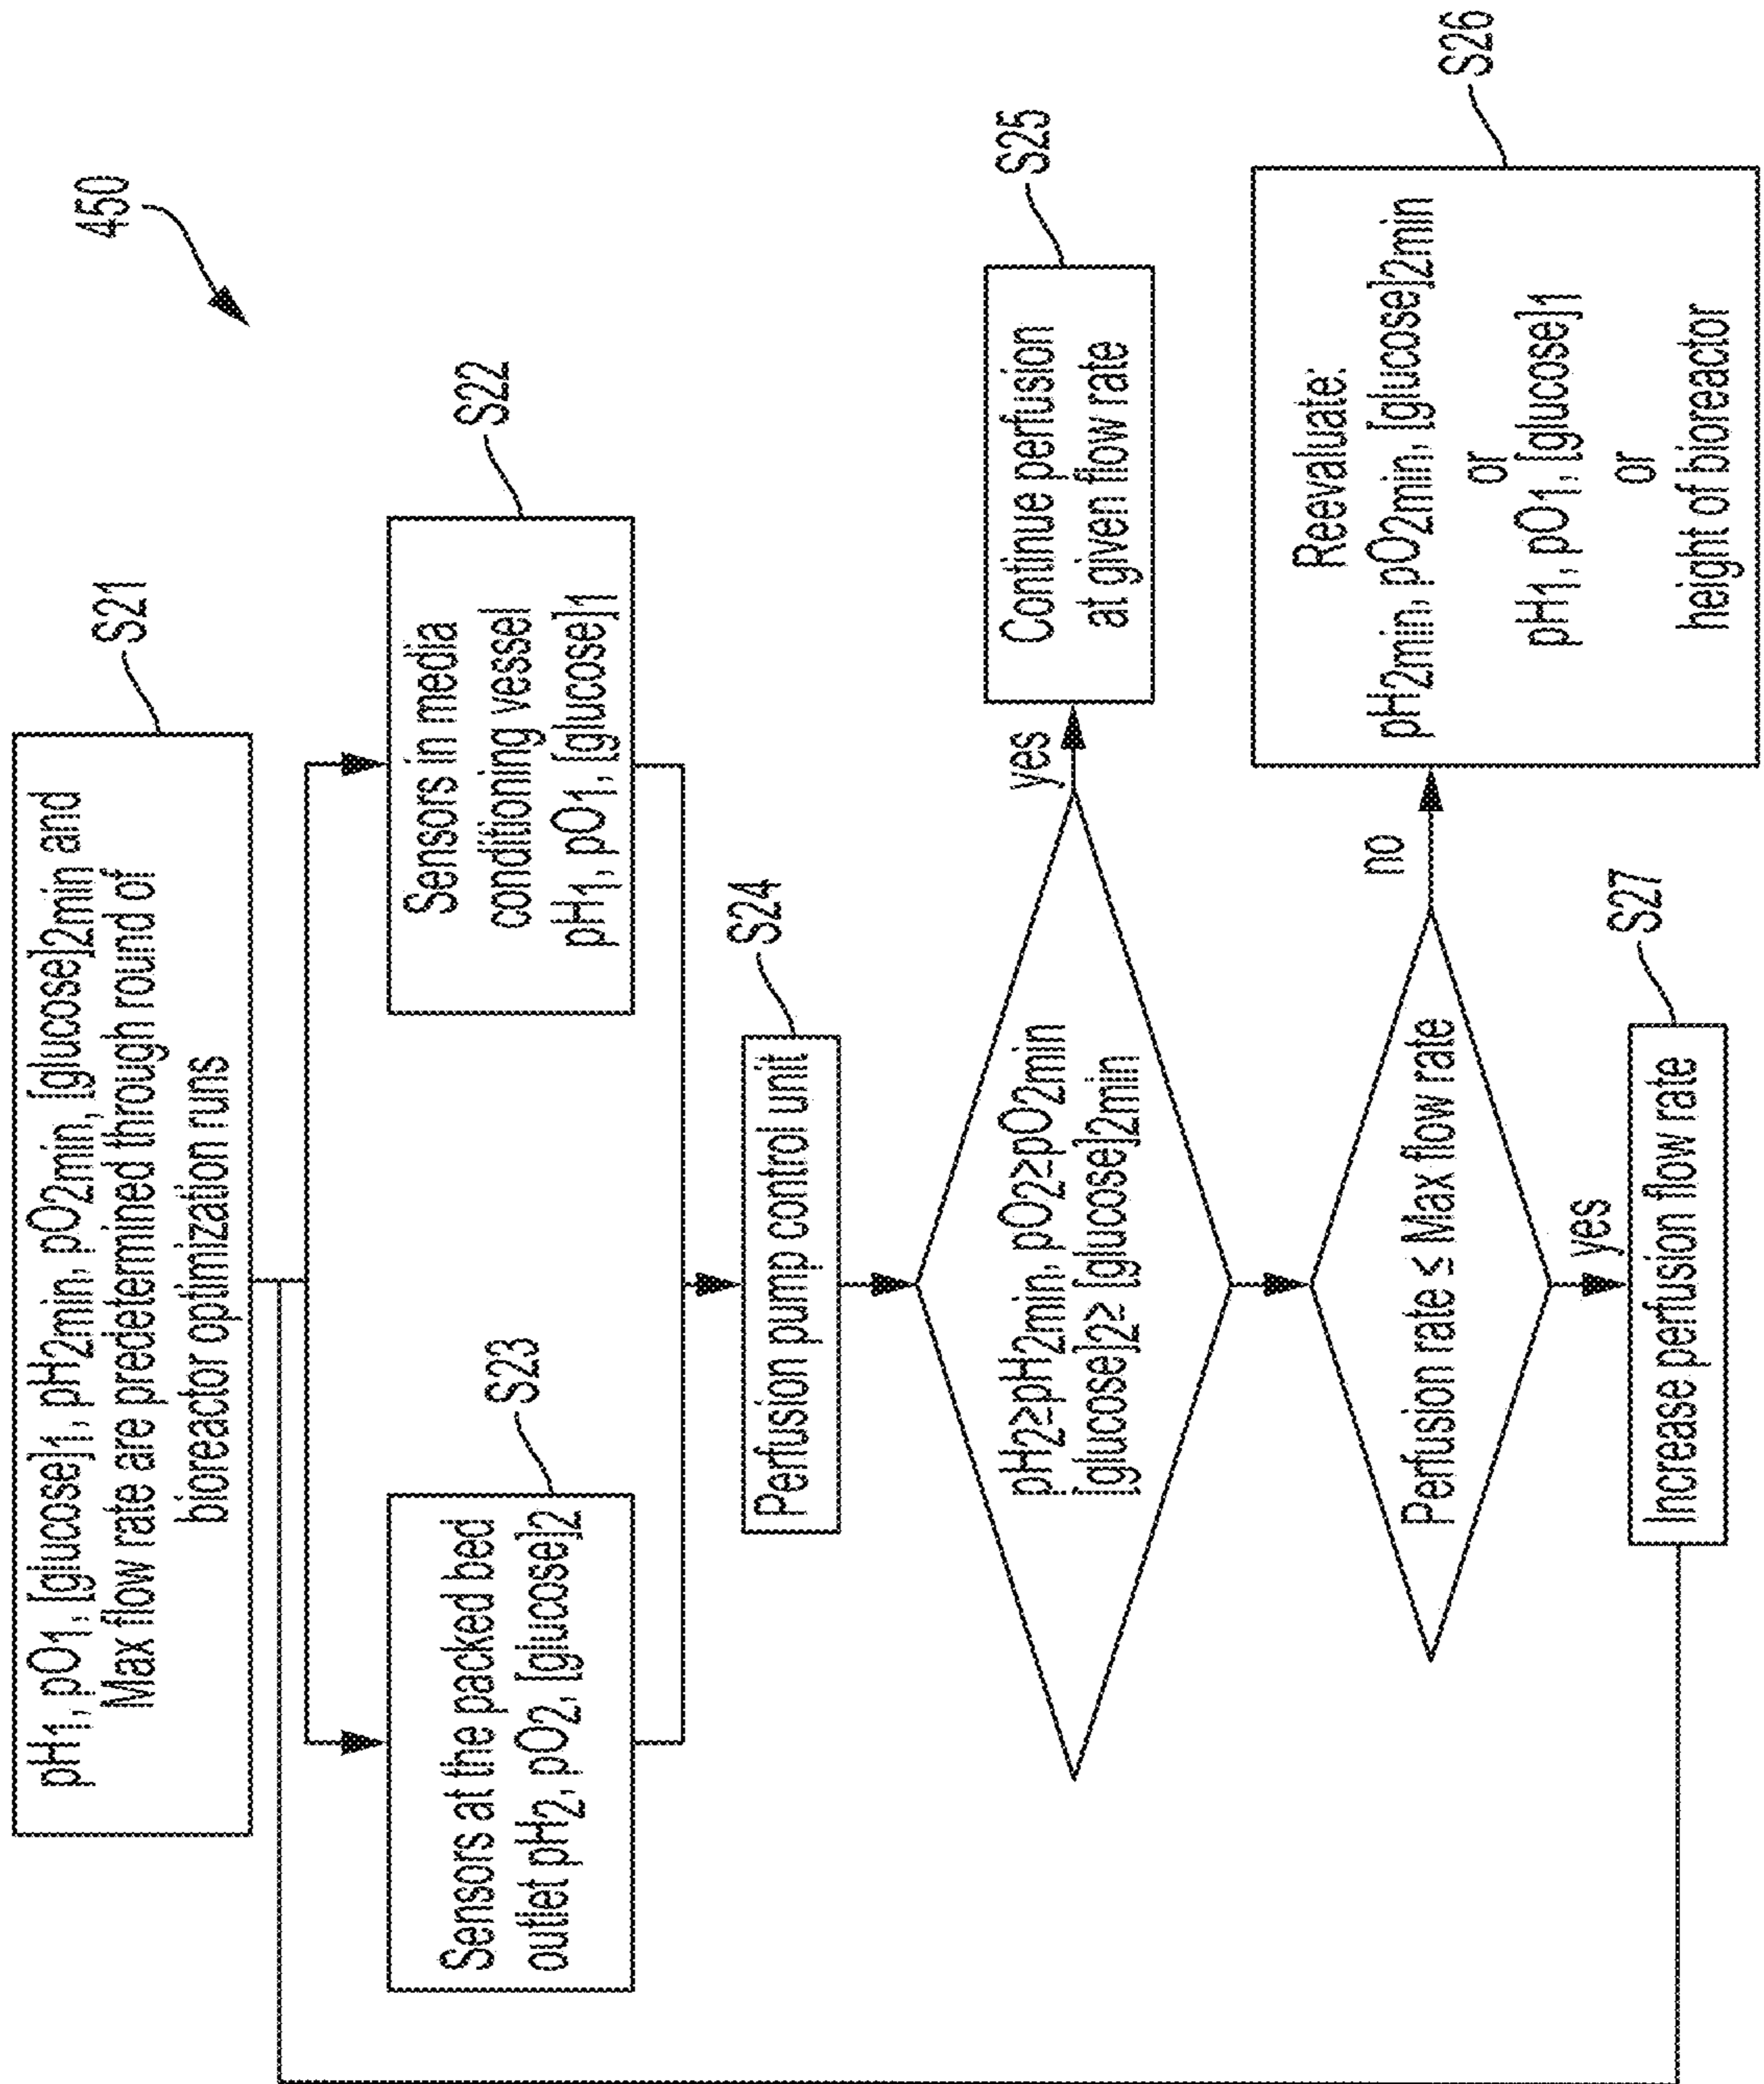 450
pH1, pO1, [glucose]1, pH2min, pO2min, [glucose]2min and
Max flow rate are predetermined through round of
bioreactor optimization runs
S21
Sensors at the packed bed
outlet pH2, pO2, [glucose]2
S23
Sensors in media
conditioning vessel
pH1, pO1, [glucose]1
S22
Perfusion pump control unit
S24
pH2≥pH2min, pO2≥pO2min
[glucose]2≥ [glucose]2min
yes
Continue perfusion
at given flow rate
S25
Perfusion rate ≤ Max flow rate
no
Reevaluate:
pH2min, pO2min, [glucose]2min
or
pH1, pO1, [glucose]1
or
height of bioreactor
S26
yes
Increase perfusion flow rate
S27